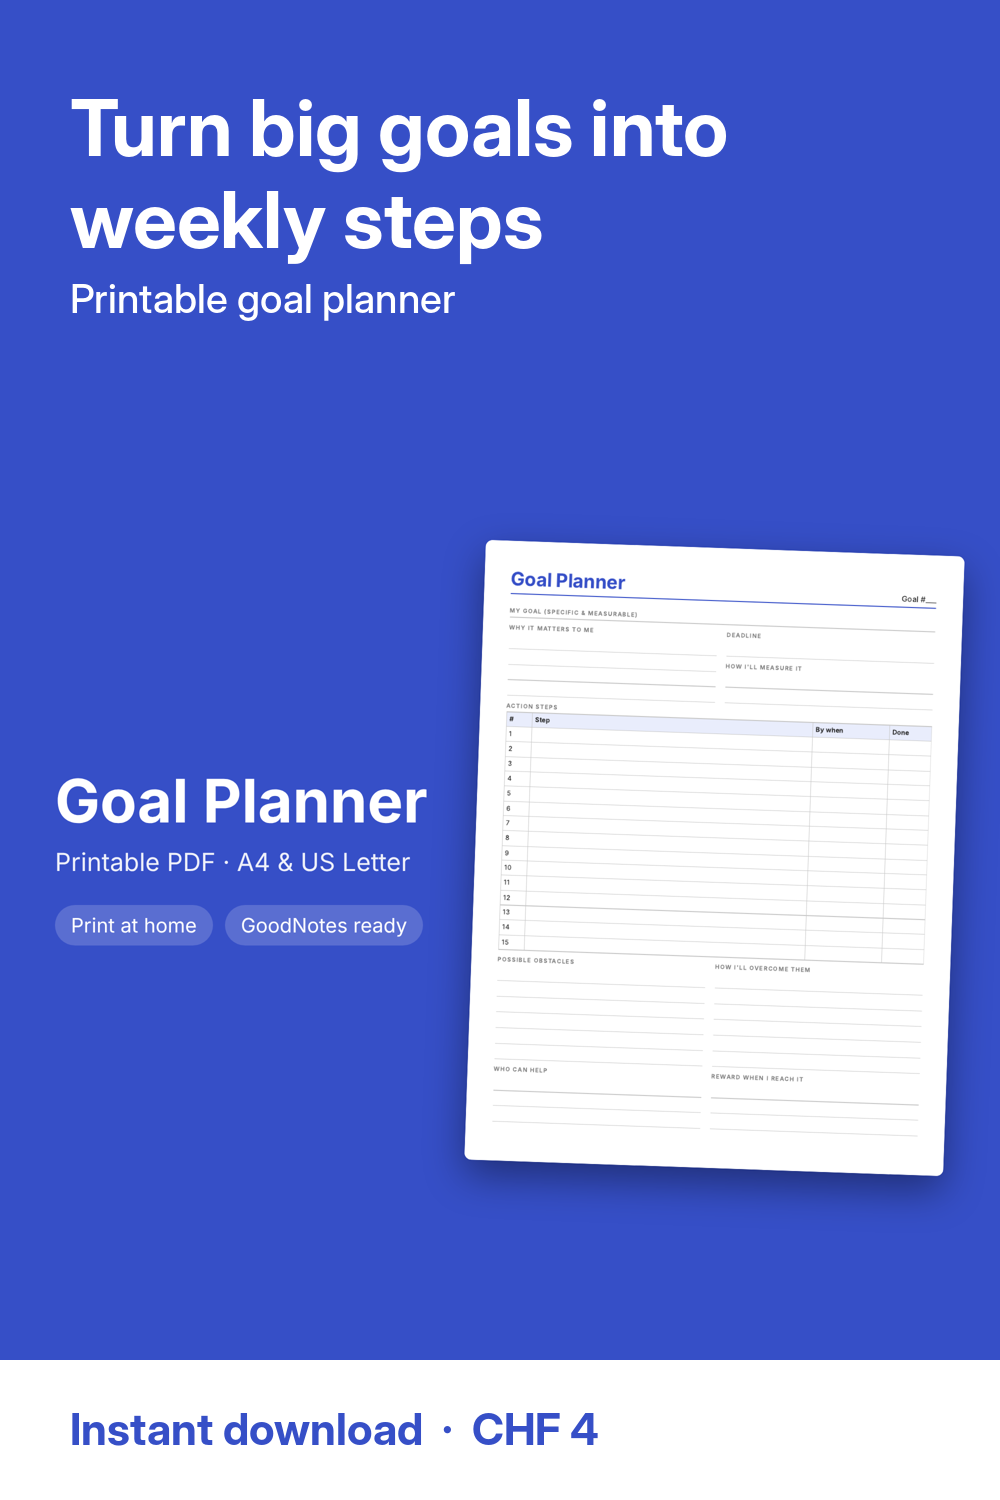 Turn big goals into
weekly steps
Printable goal planner
Goal Planner
Printable PDF · A4 & US Letter
Print at home
GoodNotes ready
Goal Planner
Goal #__
MY GOAL (SPECIFIC & MEASURABLE)
WHY IT MATTERS TO ME
DEADLINE
HOW I'LL MEASURE IT
ACTION STEPS
# Step By when Done
1
2
3
4
5
6
7
8
9
10
11
12
13
14
15
POSSIBLE OBSTACLES
HOW I'LL OVERCOME THEM
WHO CAN HELP
REWARD WHEN I REACH IT
Instant download · CHF 4